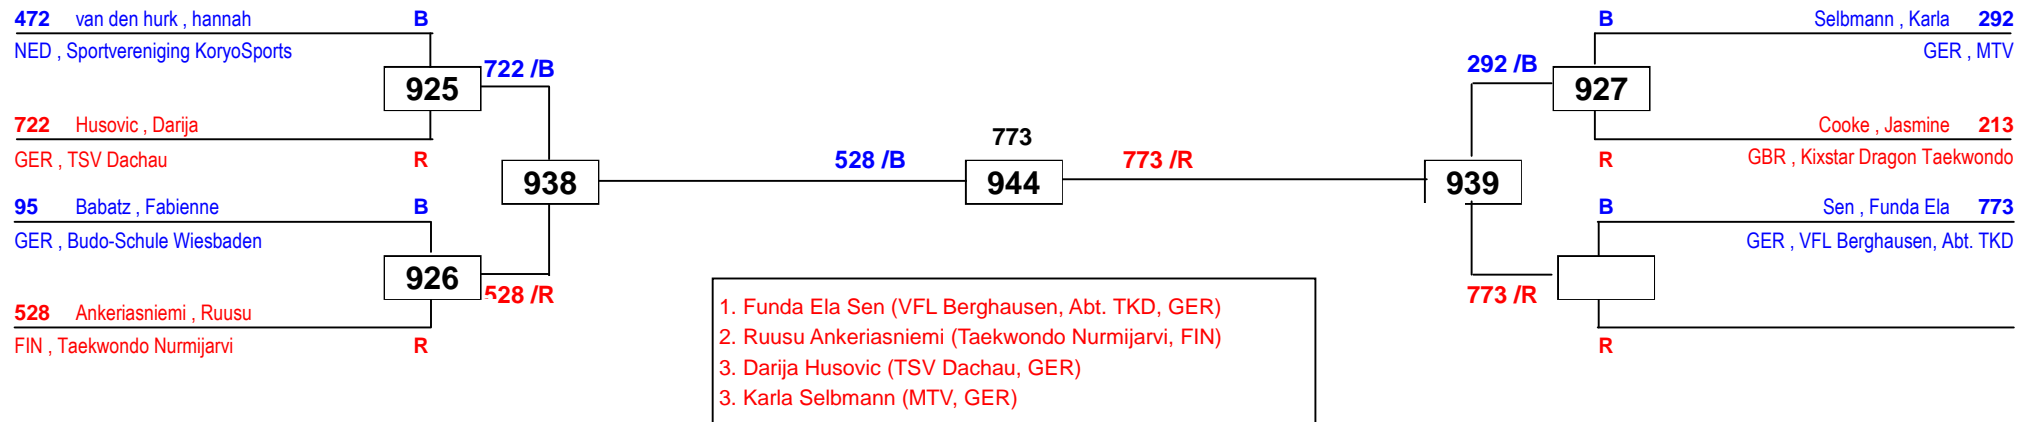 472 van den hurk , hannah B
NED , Sportvereniging KoryoSports
925
722 /B
722 Husovic , Darija
GER , TSV Dachau R
938
95 Babatz , Fabienne B
GER , Budo-Schule Wiesbaden
926
528 /R
528 Ankeriasniemi , Ruusu
FIN , Taekwondo Nurmijarvi R
528 /B
773
944
773 /R
B Selbmann , Karla 292
GER , MTV
292 /B
927
Cooke , Jasmine 213
R GBR , Kixstar Dragon Taekwondo
939
B Sen , Funda Ela 773
GER , VFL Berghausen, Abt. TKD
773 /R
R
1. Funda Ela Sen (VFL Berghausen, Abt. TKD, GER)
2. Ruusu Ankeriasniemi (Taekwondo Nurmijarvi, FIN)
3. Darija Husovic (TSV Dachau, GER)
3. Karla Selbmann (MTV, GER)